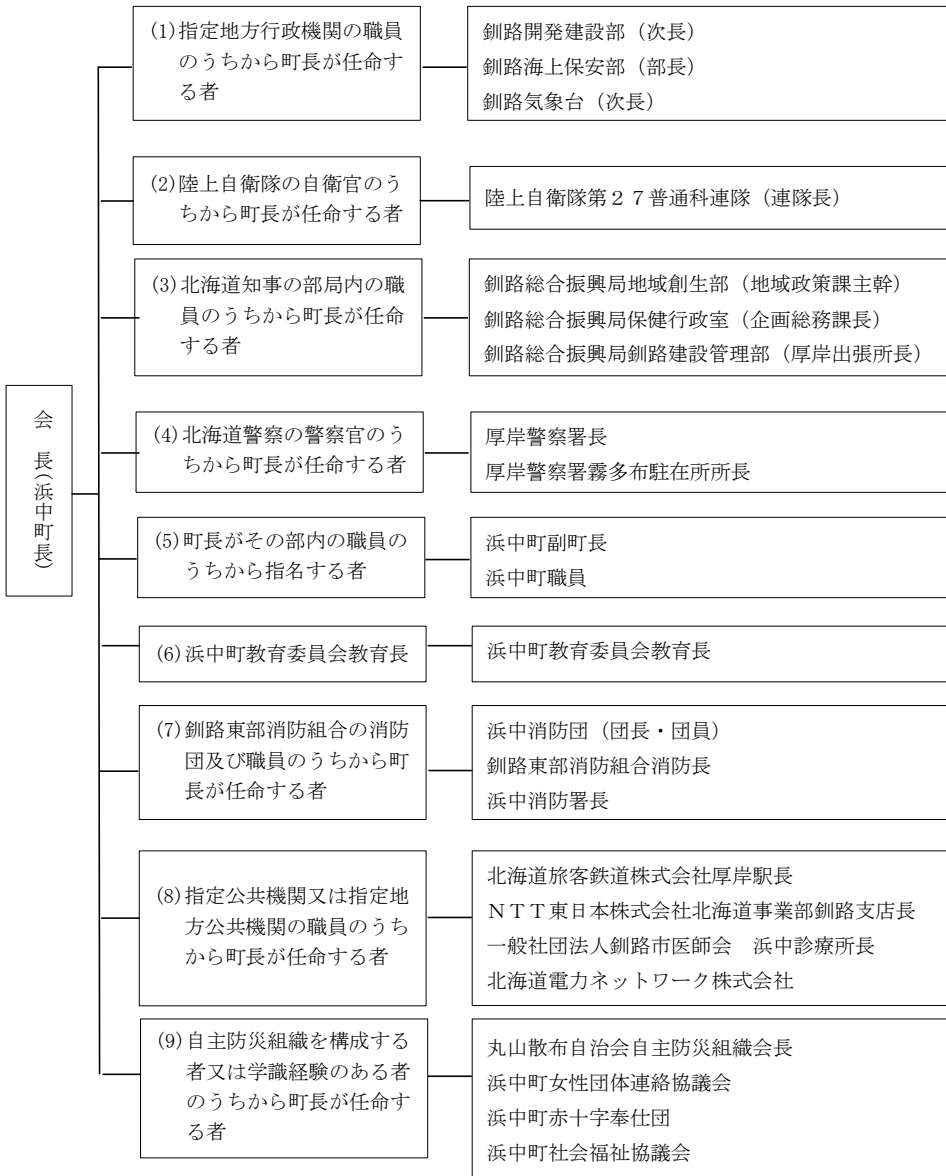 (1)指定地方行政機関の職員
のうちから町長が任命す
る者
釧路開発建設部（次長）
釧路海上保安部（部長）
釧路気象台（次長）
(2)陸上自衛隊の自衛官のう
ちから町長が任命する者
陸上自衛隊第２７普通科連隊（連隊長）
(3)北海道知事の部局内の職
員のうちから町長が任命
する者
釧路総合振興局地域創生部（地域政策課主幹）
釧路総合振興局保健行政室（企画総務課長）
釧路総合振興局釧路建設管理部（厚岸出張所長）
会　長(浜中町長)
(4)北海道警察の警察官のう
ちから町長が任命する者
厚岸警察署長
厚岸警察署霧多布駐在所所長
(5)町長がその部内の職員の
うちから指名する者
浜中町副町長
浜中町職員
(6)浜中町教育委員会教育長
浜中町教育委員会教育長
(7)釧路東部消防組合の消防
団及び職員のうちから町
長が任命する者
浜中消防団（団長・団員）
釧路東部消防組合消防長
浜中消防署長
(8)指定公共機関又は指定地
方公共機関の職員のうち
から町長が任命する者
北海道旅客鉄道株式会社厚岸駅長
ＮＴＴ東日本株式会社北海道事業部釧路支店長
一般社団法人釧路市医師会　浜中診療所長
北海道電力ネットワーク株式会社
(9)自主防災組織を構成する
者又は学識経験のある者
のうちから町長が任命す
る者
丸山散布自治会自主防災組織会長
浜中町女性団体連絡協議会
浜中町赤十字奉仕団
浜中町社会福祉協議会